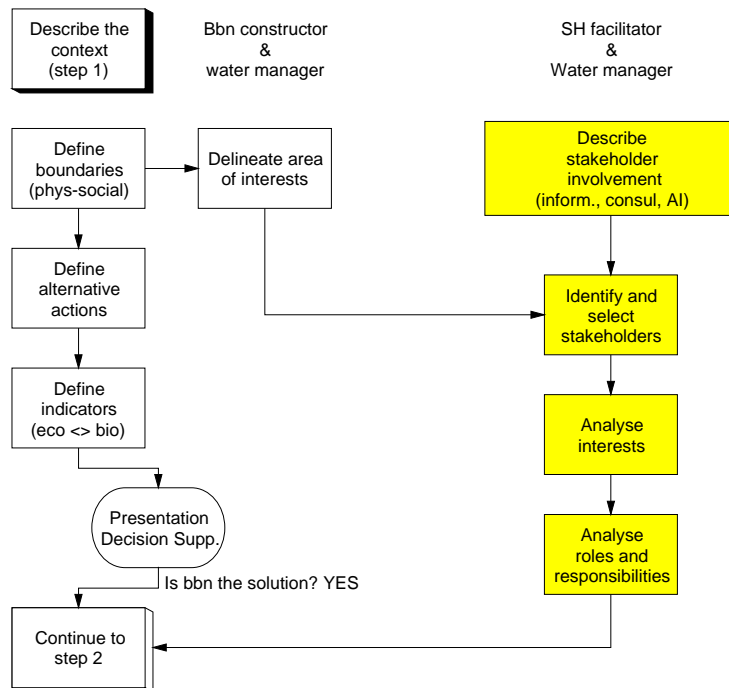 Describe the
context
(step 1)
Bbn constructor
&
water manager
SH facilitator
&
Water manager
Define
boundaries
(phys-social)
Delineate area
of interests
Describe
stakeholder
involvement
(inform., consul, AI)
Define
alternative
actions
Identify and
select
stakeholders
Define
indicators
(eco <> bio)
Analyse
interests
Presentation
Decision Supp.
Analyse
roles and
responsibilities
Is bbn the solution? YES
Continue to
step 2